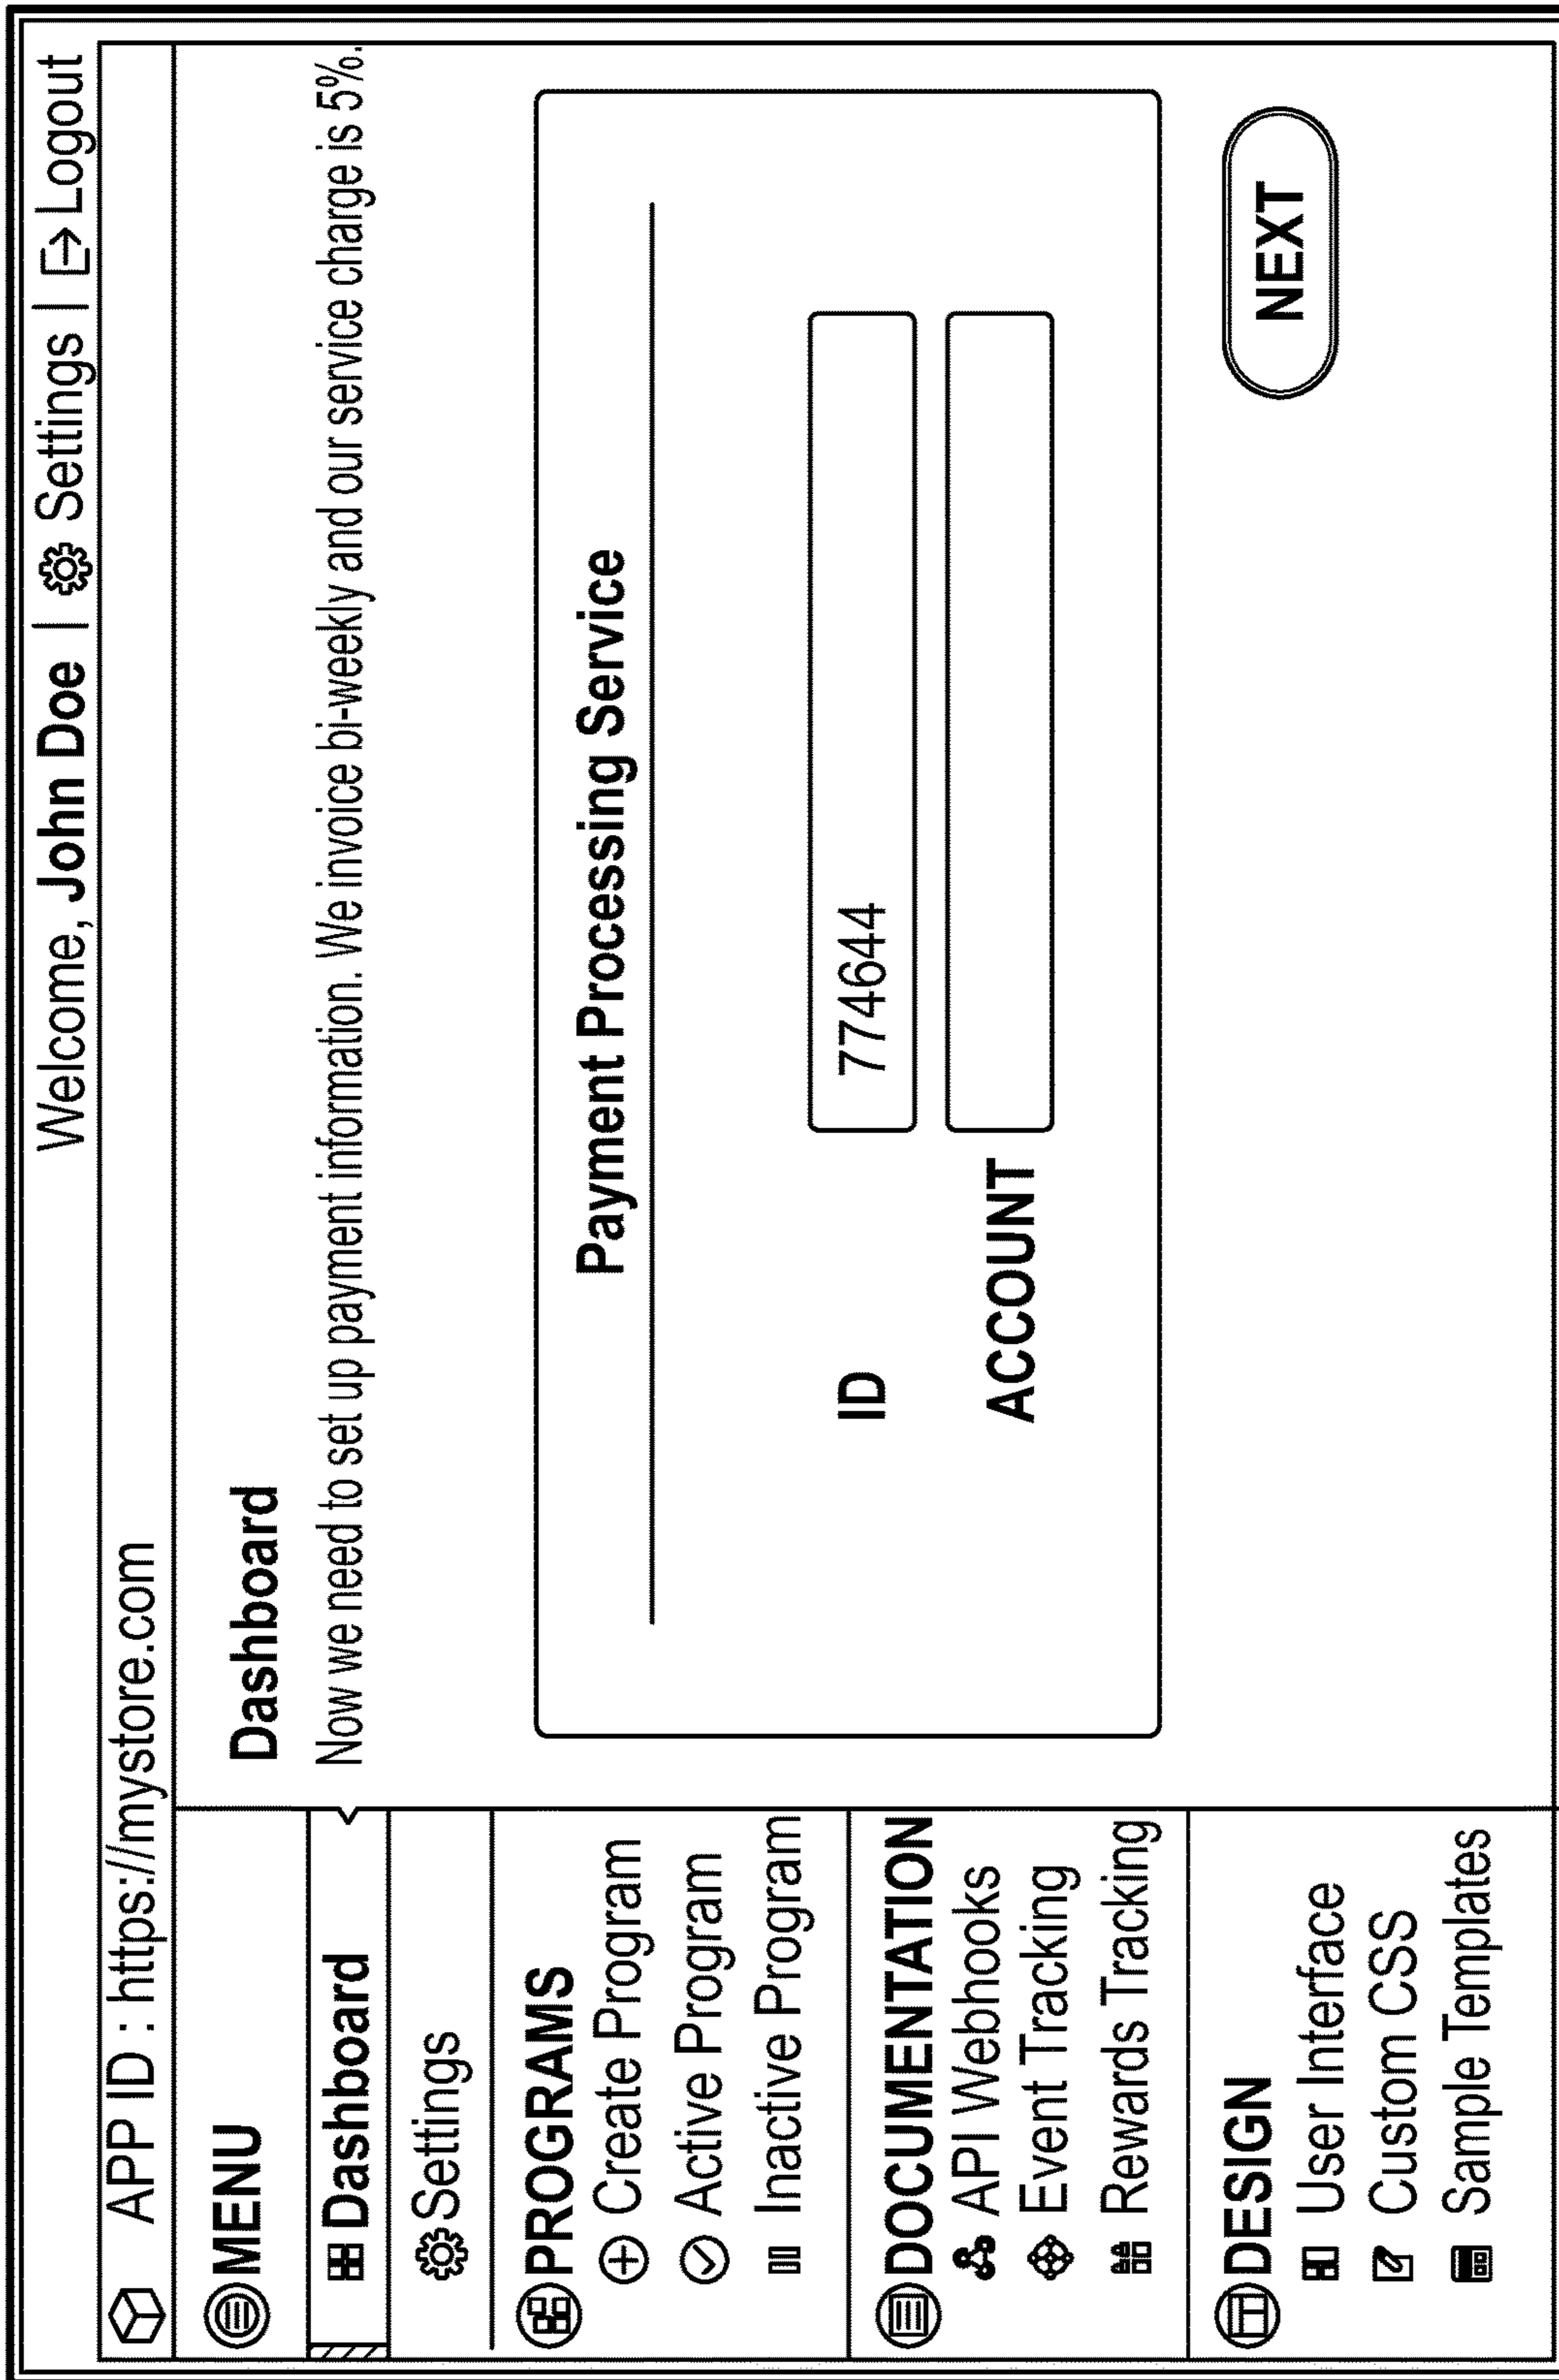 Welcome, John Doe | Settings | Logout
APP ID : https://mystore.com
MENU
Dashboard
Settings
PROGRAMS
Create Program
Active Program
Inactive Program
DOCUMENTATION
API Webhooks
Event Tracking
Rewards Tracking
DESIGN
User Interface
Custom CSS
Sample Templates
Dashboard
Now we need to set up payment information. We invoice bi-weekly and our service charge is 5%.
Payment Processing Service
ID 774644
ACCOUNT
NEXT